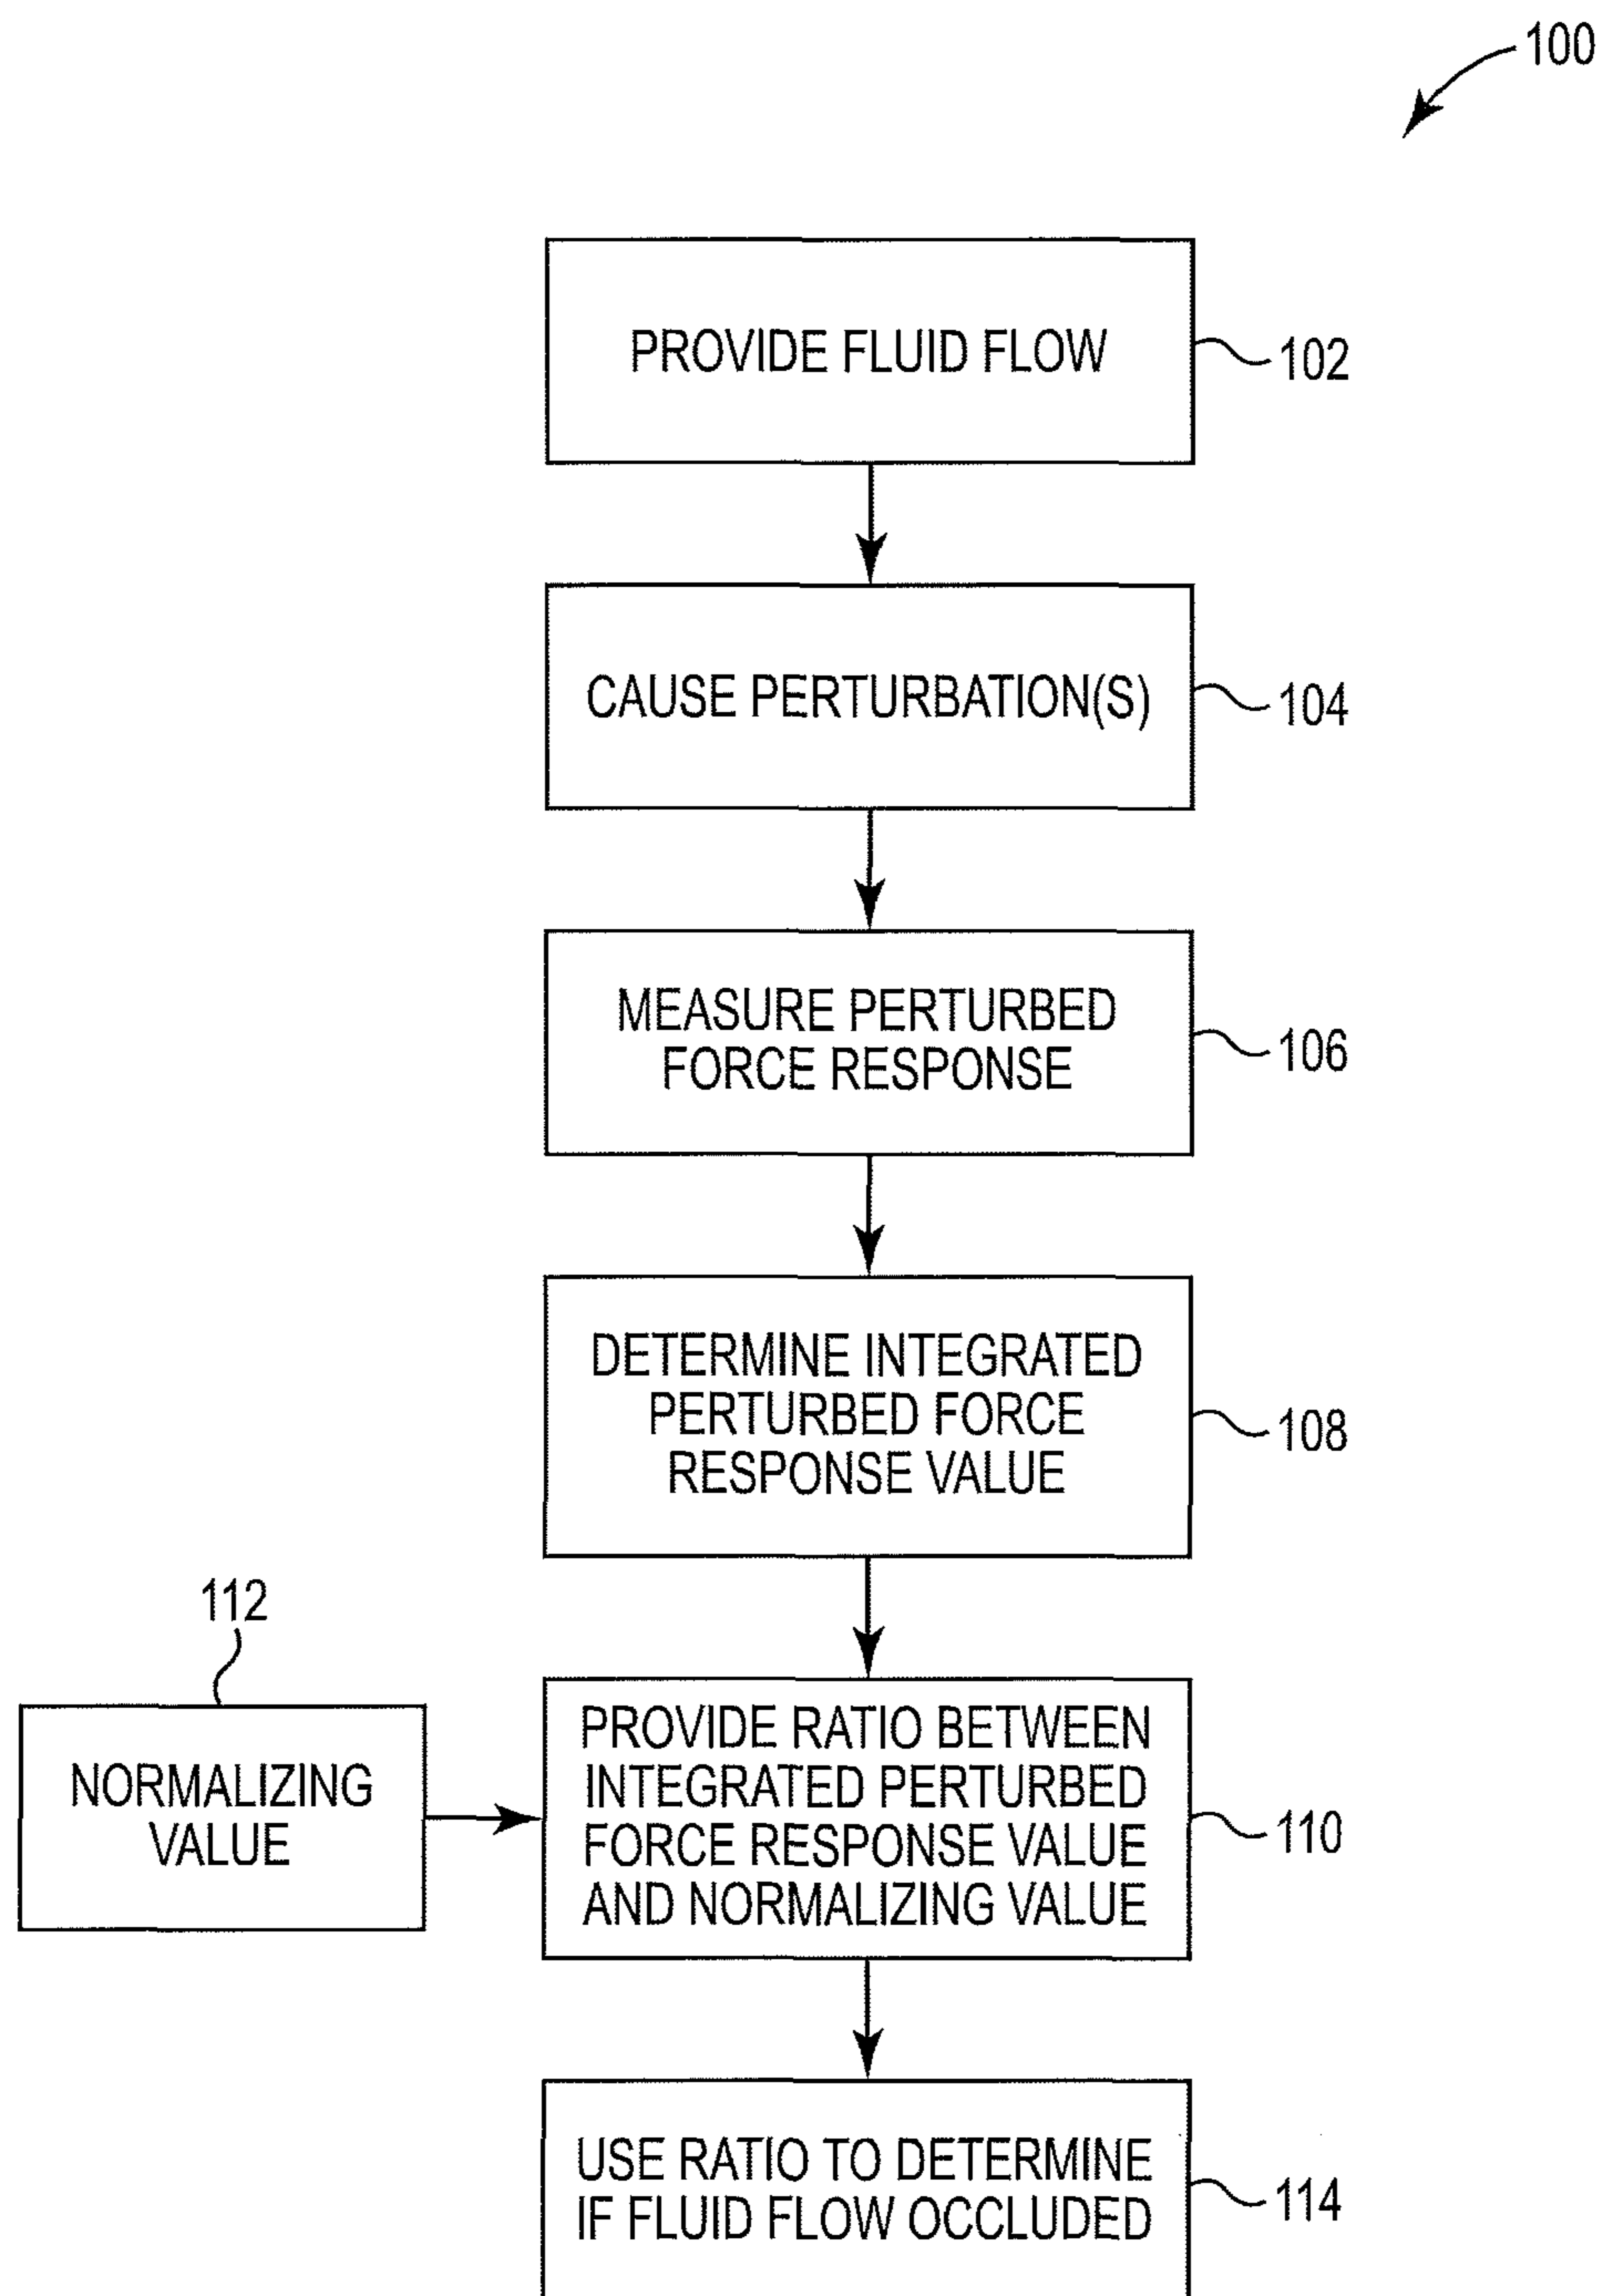 100
PROVIDE FLUID FLOW
102
CAUSE PERTURBATION(S)
104
MEASURE PERTURBED
FORCE RESPONSE
106
DETERMINE INTEGRATED
PERTURBED FORCE
RESPONSE VALUE
108
112
NORMALIZING
VALUE
PROVIDE RATIO BETWEEN
INTEGRATED PERTURBED
FORCE RESPONSE VALUE
AND NORMALIZING VALUE
110
USE RATIO TO DETERMINE
IF FLUID FLOW OCCLUDED
114